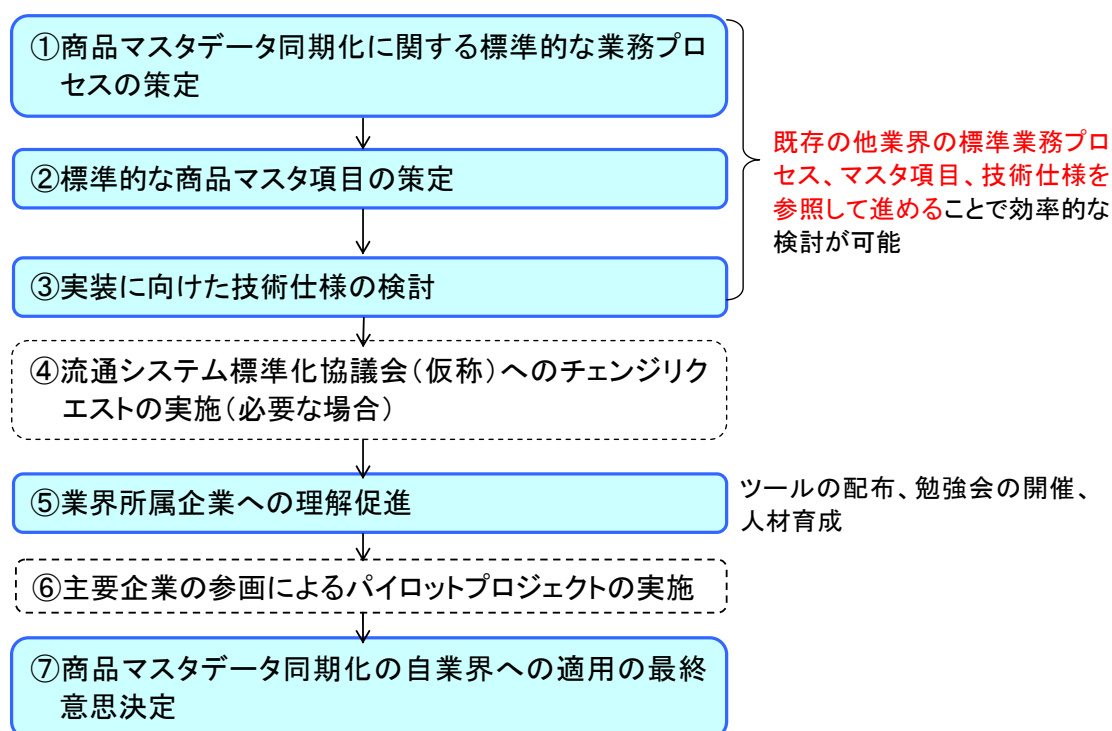 ①商品マスタデータ同期化に関する標準的な業務プロ
セスの策定
②標準的な商品マスタ項目の策定
③実装に向けた技術仕様の検討
既存の他業界の標準業務プロ
セス、マスタ項目、技術仕様を
参照して進めることで効率的な
検討が可能
④流通システム標準化協議会（仮称）へのチェンジリク
エストの実施（必要な場合）
⑤業界所属企業への理解促進
ツールの配布、勉強会の開催、
人材育成
⑥主要企業の参画によるパイロットプロジェクトの実施
⑦商品マスタデータ同期化の自業界への適用の最終
意思決定